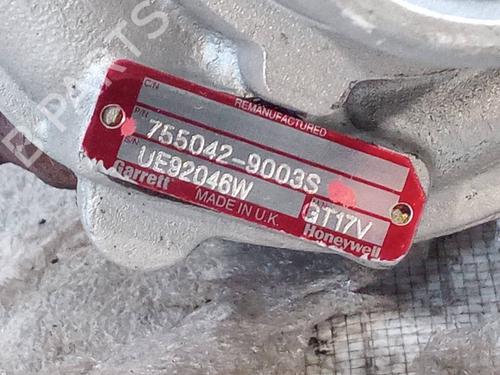 C/N
REMANUFACTURED
P/N
755042-9003S
S/N
UE92046W
Garrett
MADE IN U.K.
GT17V
Honeywell